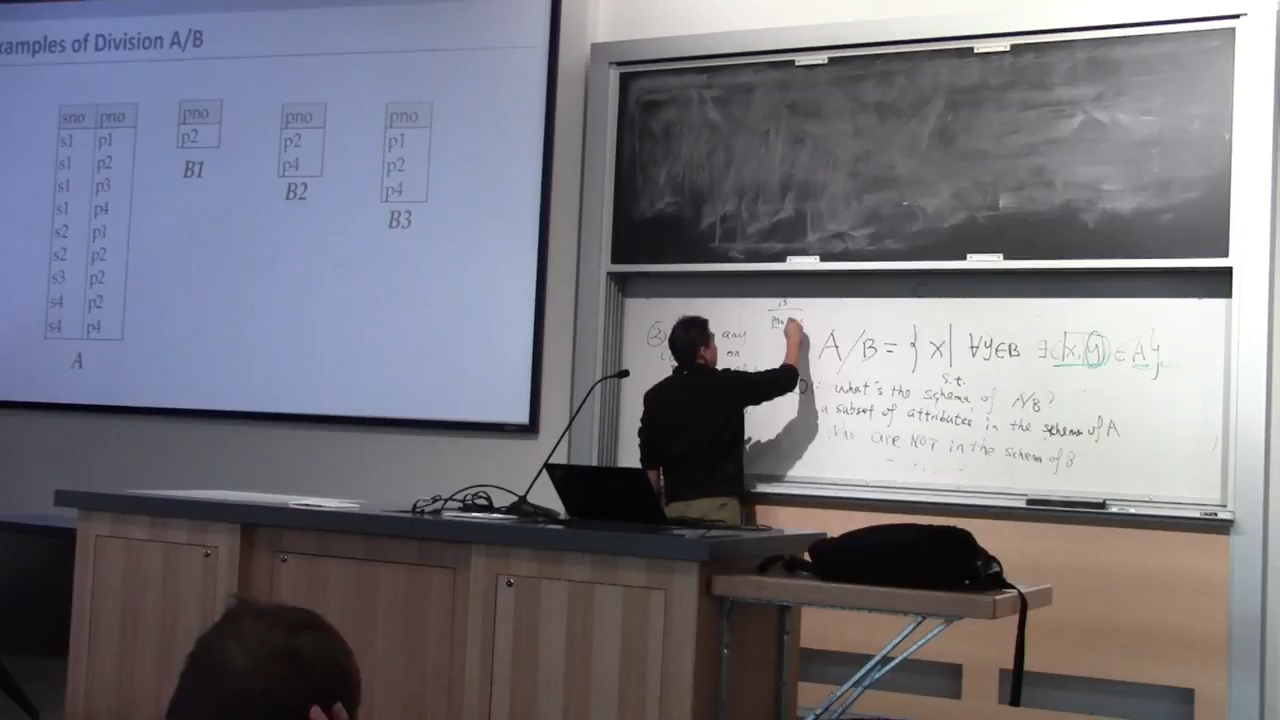 xamples of Division A/B
sno pno
s1 p1
s1 p2
s1 p3
s1 p4
s2 p1
s2 p2
s3 p2
s4 p2
s4 p4
A
pno
p2
B1
pno
p2
p4
B2
pno
p1
p2
p4
B3
any
on
A/B = { x | ∀y∈B ∃<x,y> ∈ A}
s.t.
what's the schema of A/B?
a subset of attributes in the schema of A
who are NOT in the schema of B